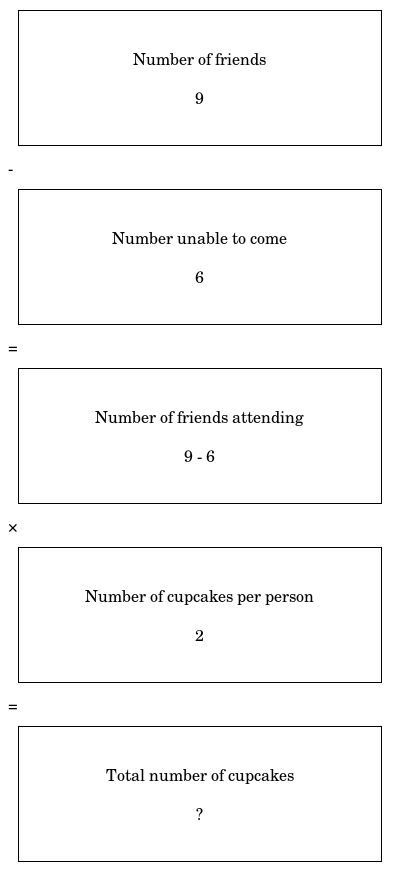 Number of friends
9
-
Number unable to come
6
=
Number of friends attending
9 - 6
×
Number of cupcakes per person
2
=
Total number of cupcakes
?